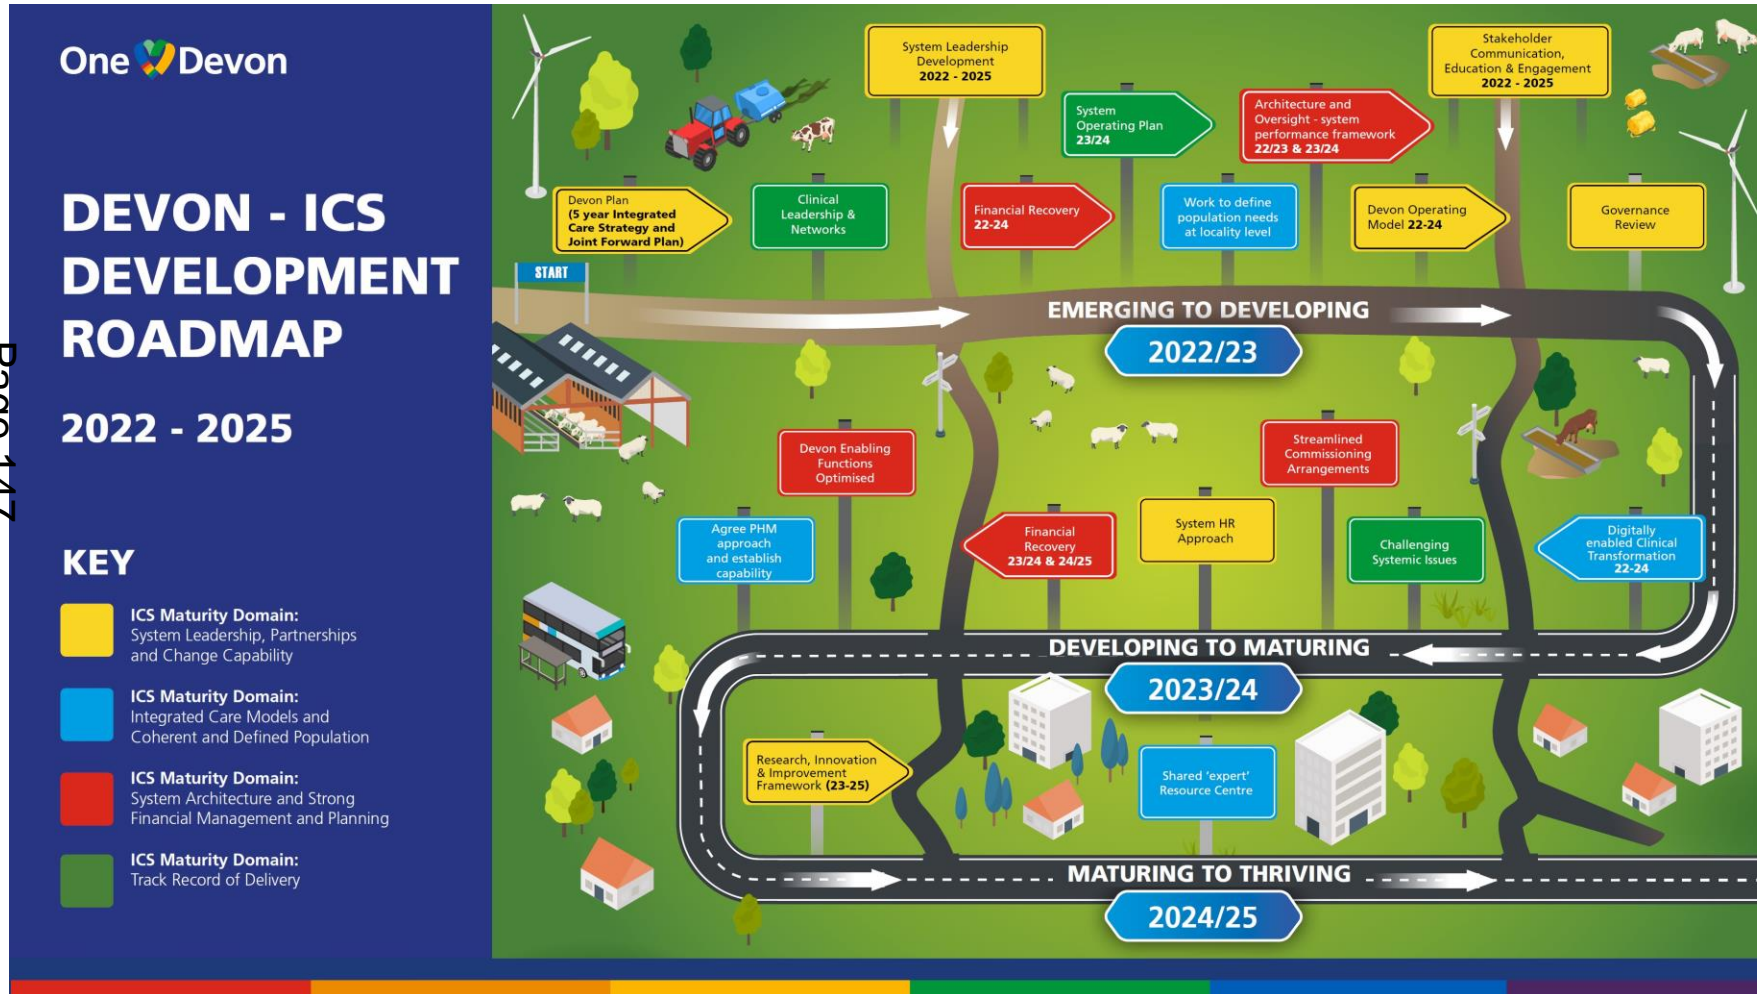 One Devon
DEVON - ICS
DEVELOPMENT
ROADMAP
2022 - 2025
KEY
ICS Maturity Domain:
System Leadership, Partnerships
and Change Capability
ICS Maturity Domain:
Integrated Care Models and
Coherent and Defined Population
ICS Maturity Domain:
System Architecture and Strong
Financial Management and Planning
ICS Maturity Domain:
Track Record of Delivery
System Leadership
Development
2022 - 2025
Stakeholder
Communication,
Education & Engagement
2022 - 2025
System
Operating Plan
23/24
Architecture and
Oversight - system
performance framework
22/23 & 23/24
Devon Plan
(5 year Integrated
Care Strategy and
Joint Forward Plan)
Clinical
Leadership &
Networks
Financial Recovery
22-24
Work to define
population needs
at locality level
Devon Operating
Model 22-24
Governance
Review
START
EMERGING TO DEVELOPING
2022/23
Devon Enabling
Functions
Optimised
Streamlined
Commissioning
Arrangements
Agree PHM
approach
and establish
capability
Financial
Recovery
23/24 & 24/25
System HR
Approach
Challenging
Systemic Issues
Digitally
enabled Clinical
Transformation
22-24
DEVELOPING TO MATURING
2023/24
Research, Innovation
& Improvement
Framework (23-25)
Shared 'expert'
Resource Centre
MATURING TO THRIVING
2024/25